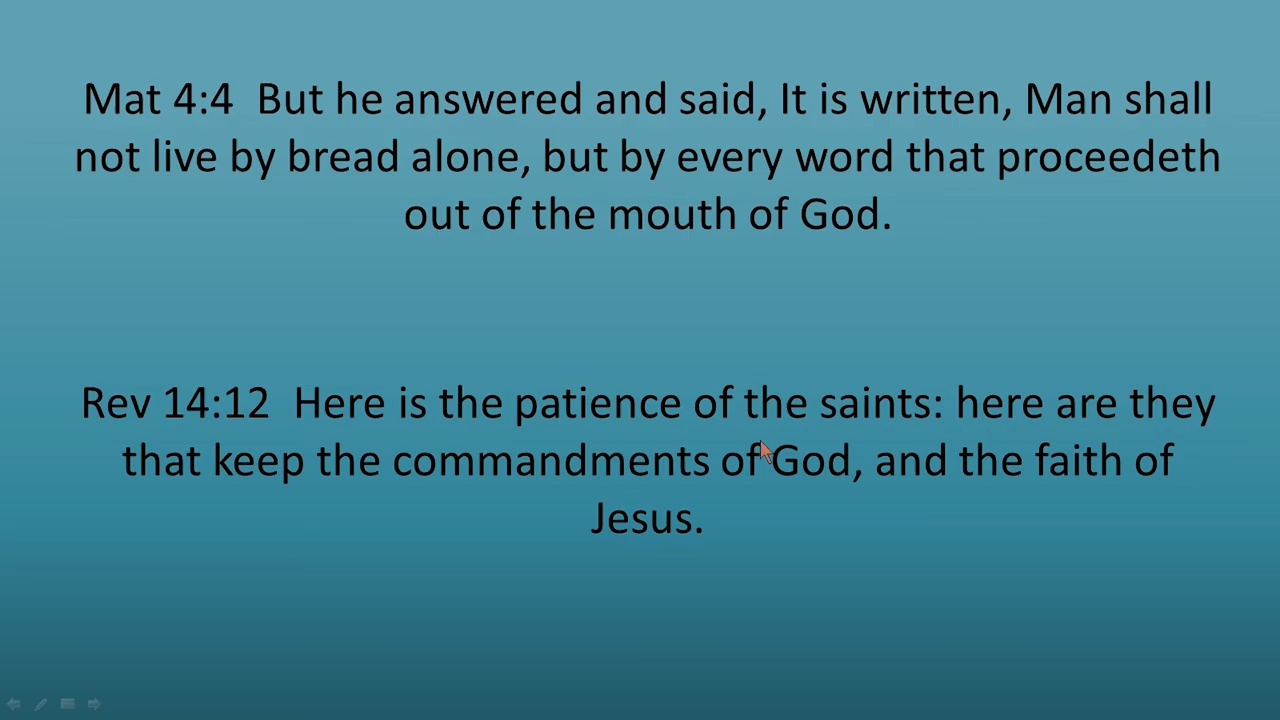 Mat 4:4  But he answered and said, It is written, Man shall
not live by bread alone, but by every word that proceedeth
out of the mouth of God.
Rev 14:12  Here is the patience of the saints: here are they
that keep the commandments of God, and the faith of
Jesus.